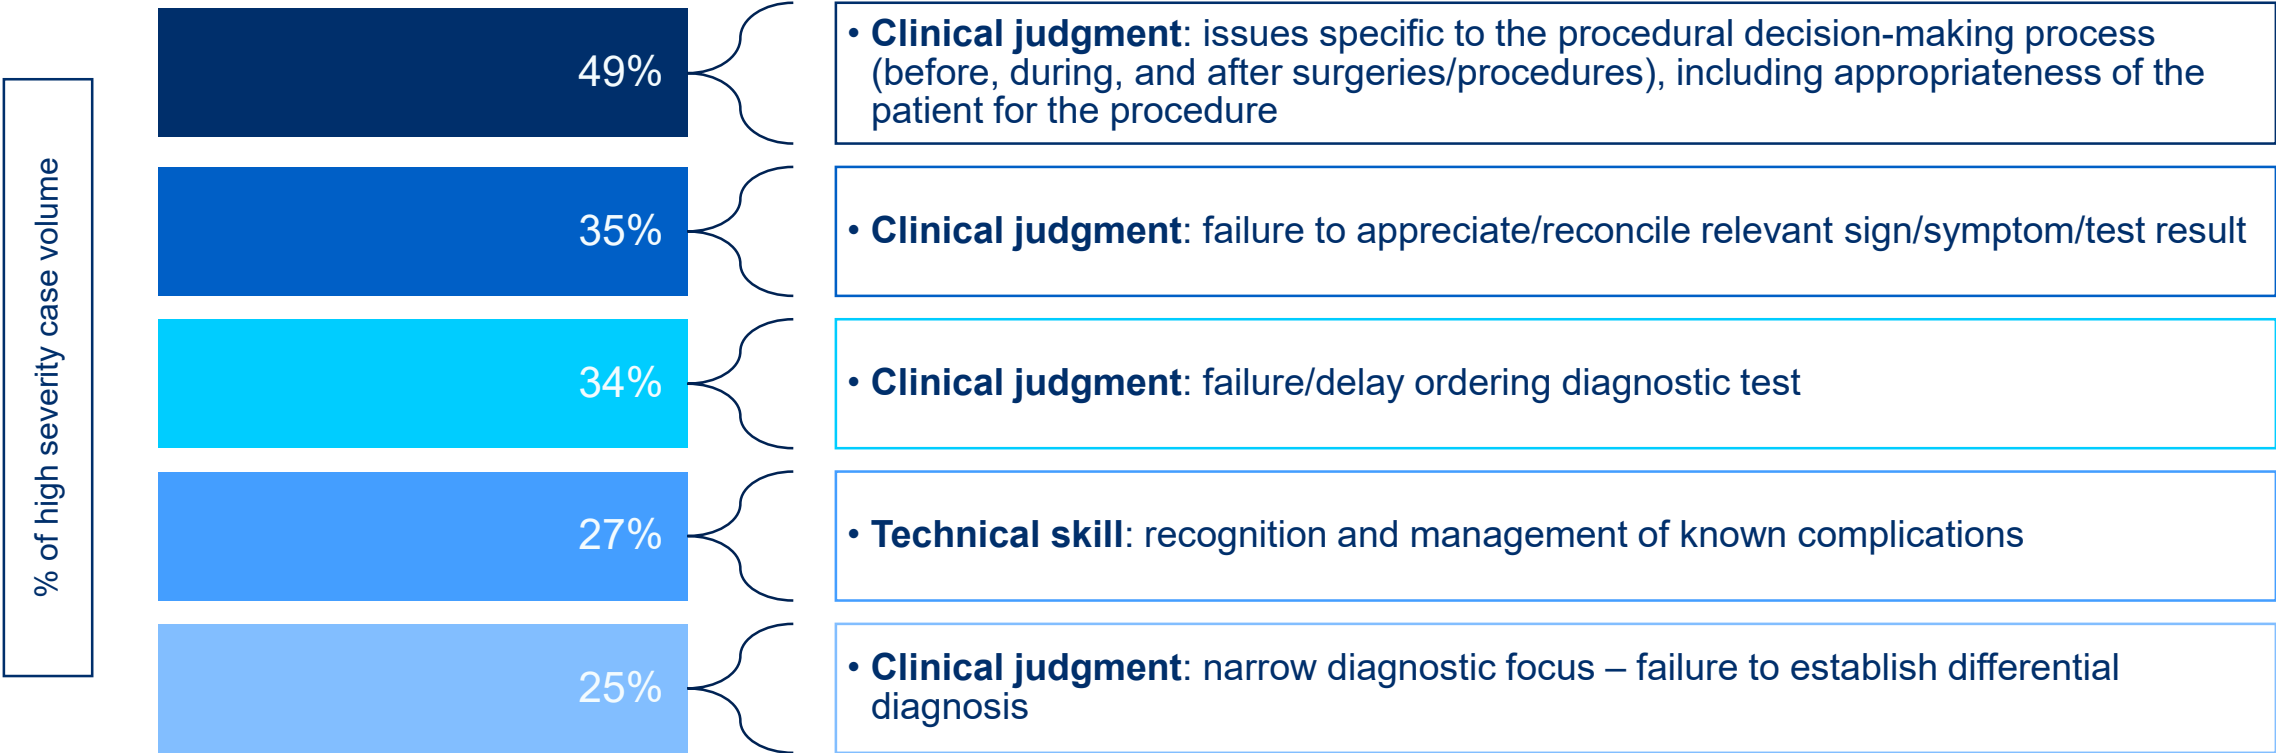 % of high severity case volume
49%
• Clinical judgment: issues specific to the procedural decision-making process
(before, during, and after surgeries/procedures), including appropriateness of the
patient for the procedure
35%
• Clinical judgment: failure to appreciate/reconcile relevant sign/symptom/test result
34%
• Clinical judgment: failure/delay ordering diagnostic test
27%
• Technical skill: recognition and management of known complications
25%
• Clinical judgment: narrow diagnostic focus – failure to establish differential
diagnosis